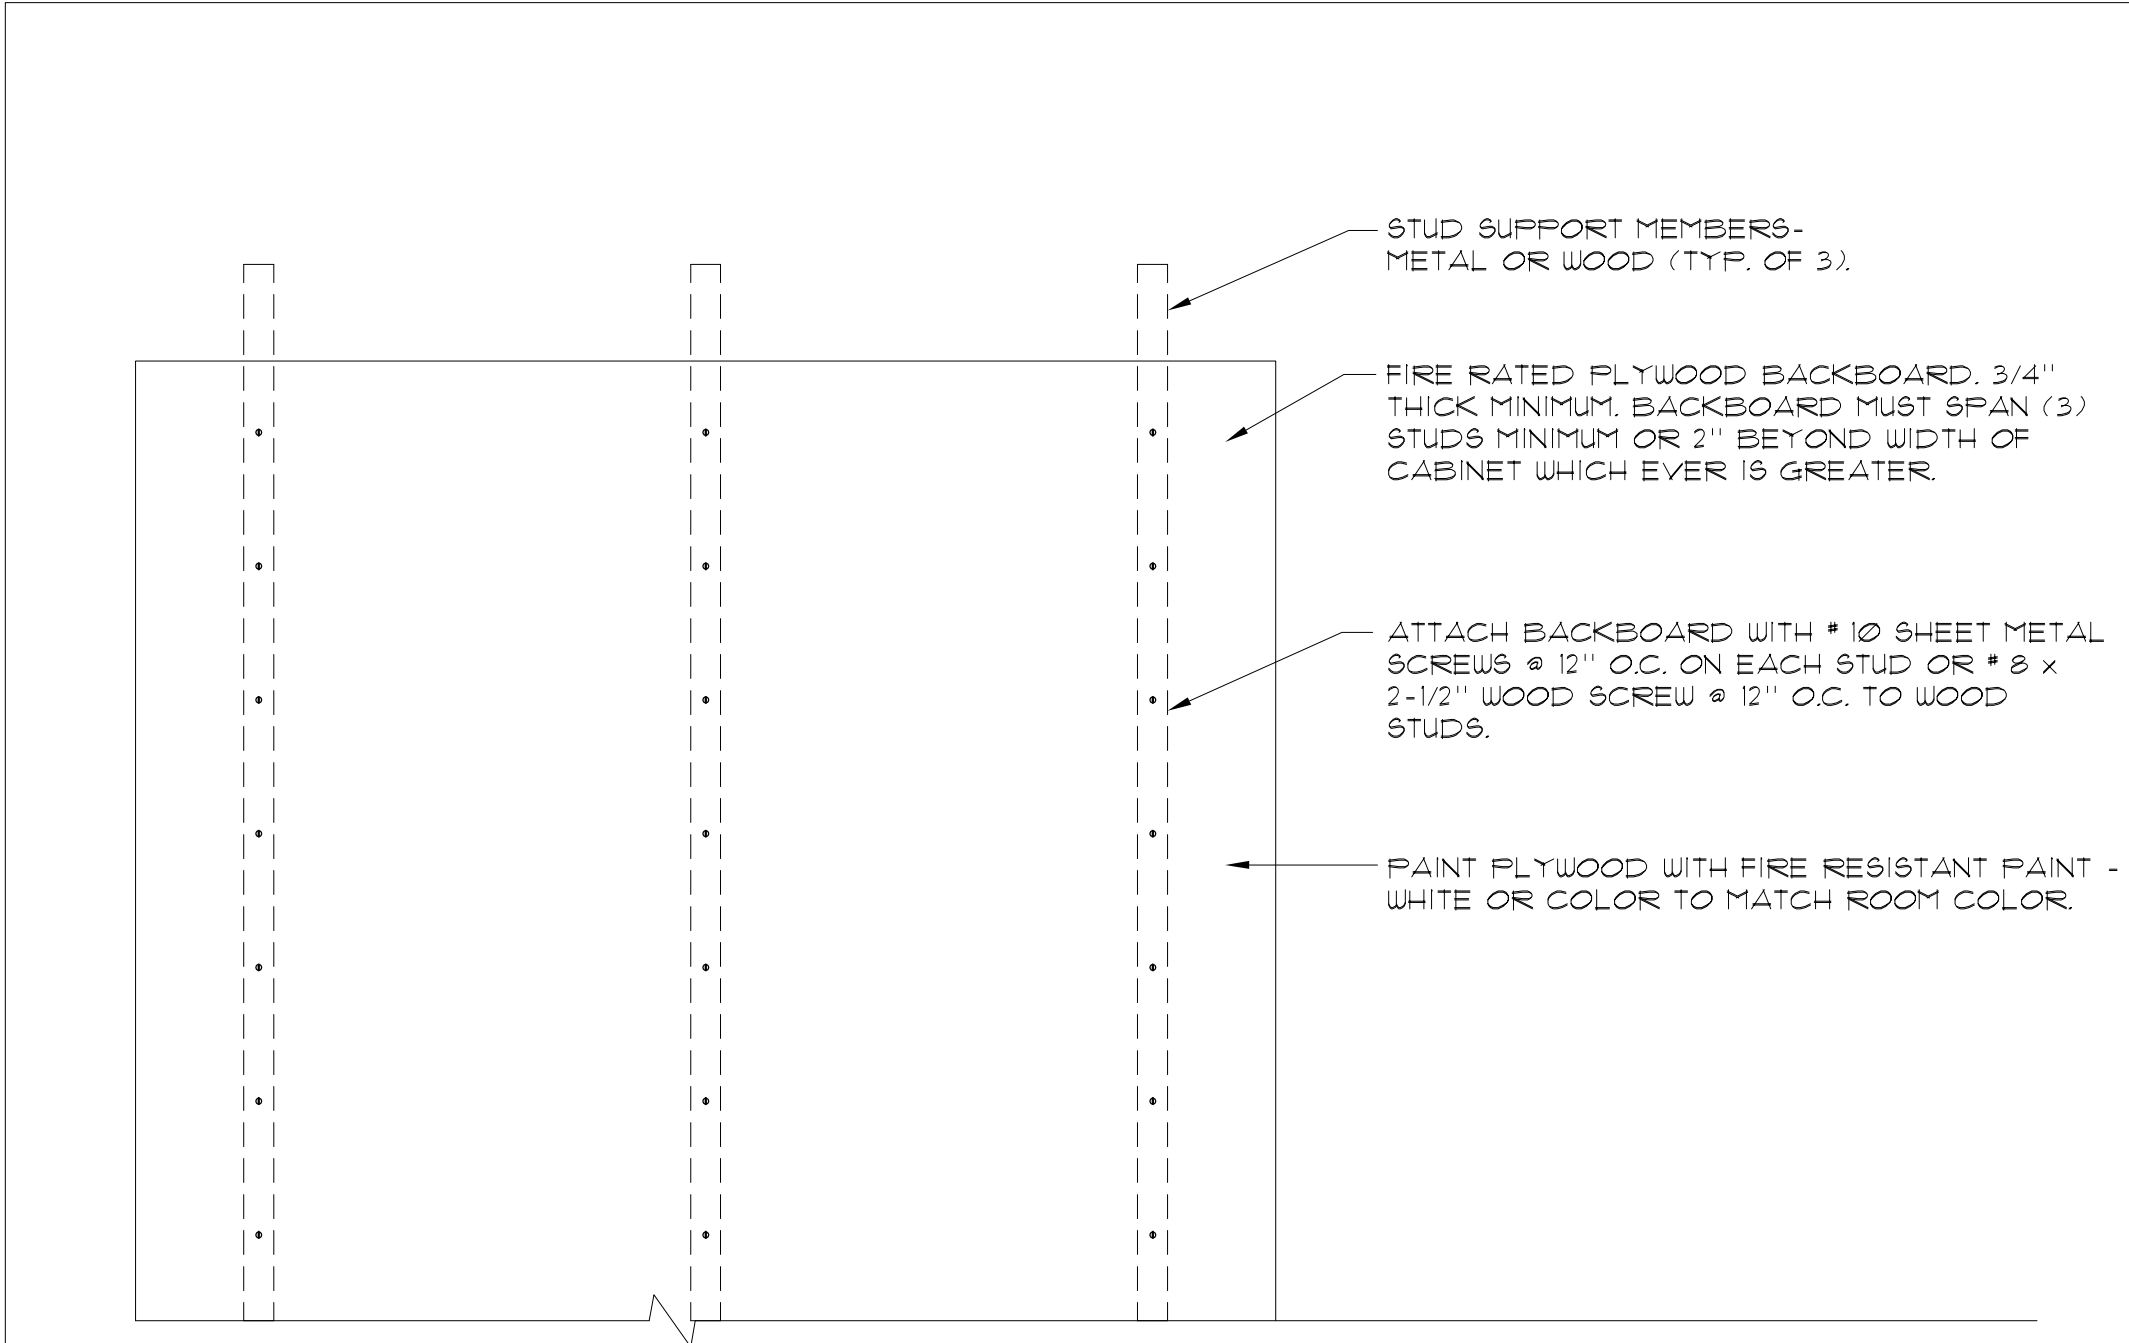 STUD SUPPORT MEMBERS-
METAL OR WOOD (TYP. OF 3).
FIRE RATED PLYWOOD BACKBOARD. 3/4"
THICK MINIMUM. BACKBOARD MUST SPAN (3)
STUDS MINIMUM OR 2" BEYOND WIDTH OF
CABINET WHICH EVER IS GREATER.
ATTACH BACKBOARD WITH #10 SHEET METAL
SCREWS @ 12" O.C. ON EACH STUD OR #8 x
2-1/2" WOOD SCREW @ 12" O.C. TO WOOD
STUDS.
PAINT PLYWOOD WITH FIRE RESISTANT PAINT -
WHITE OR COLOR TO MATCH ROOM COLOR.